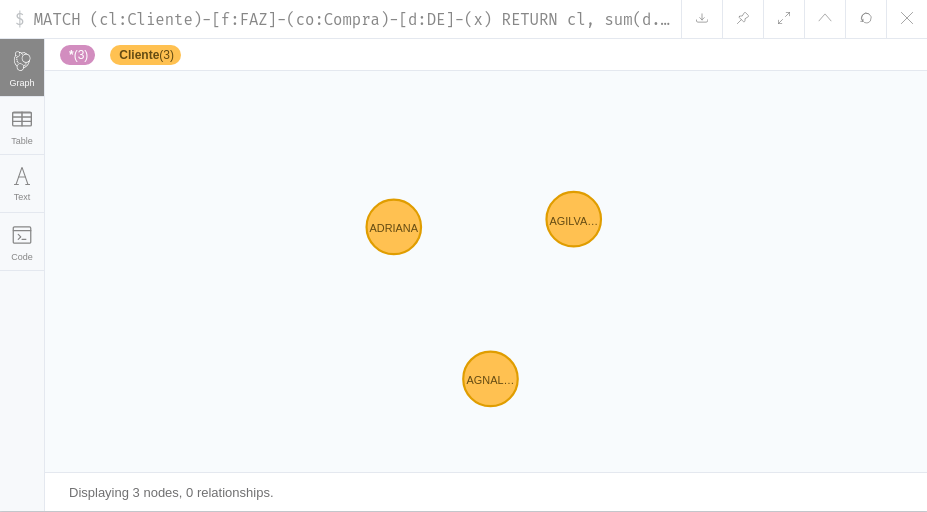 $ MATCH (cl:Cliente)-[f:FAZ]-(co:Compra)-[d:DE]-(x) RETURN cl, sum(d.…
*(3) Cliente(3)
Graph
Table
Text
Code
ADRIANA
AGILVA…
AGNAL…
Displaying 3 nodes, 0 relationships.